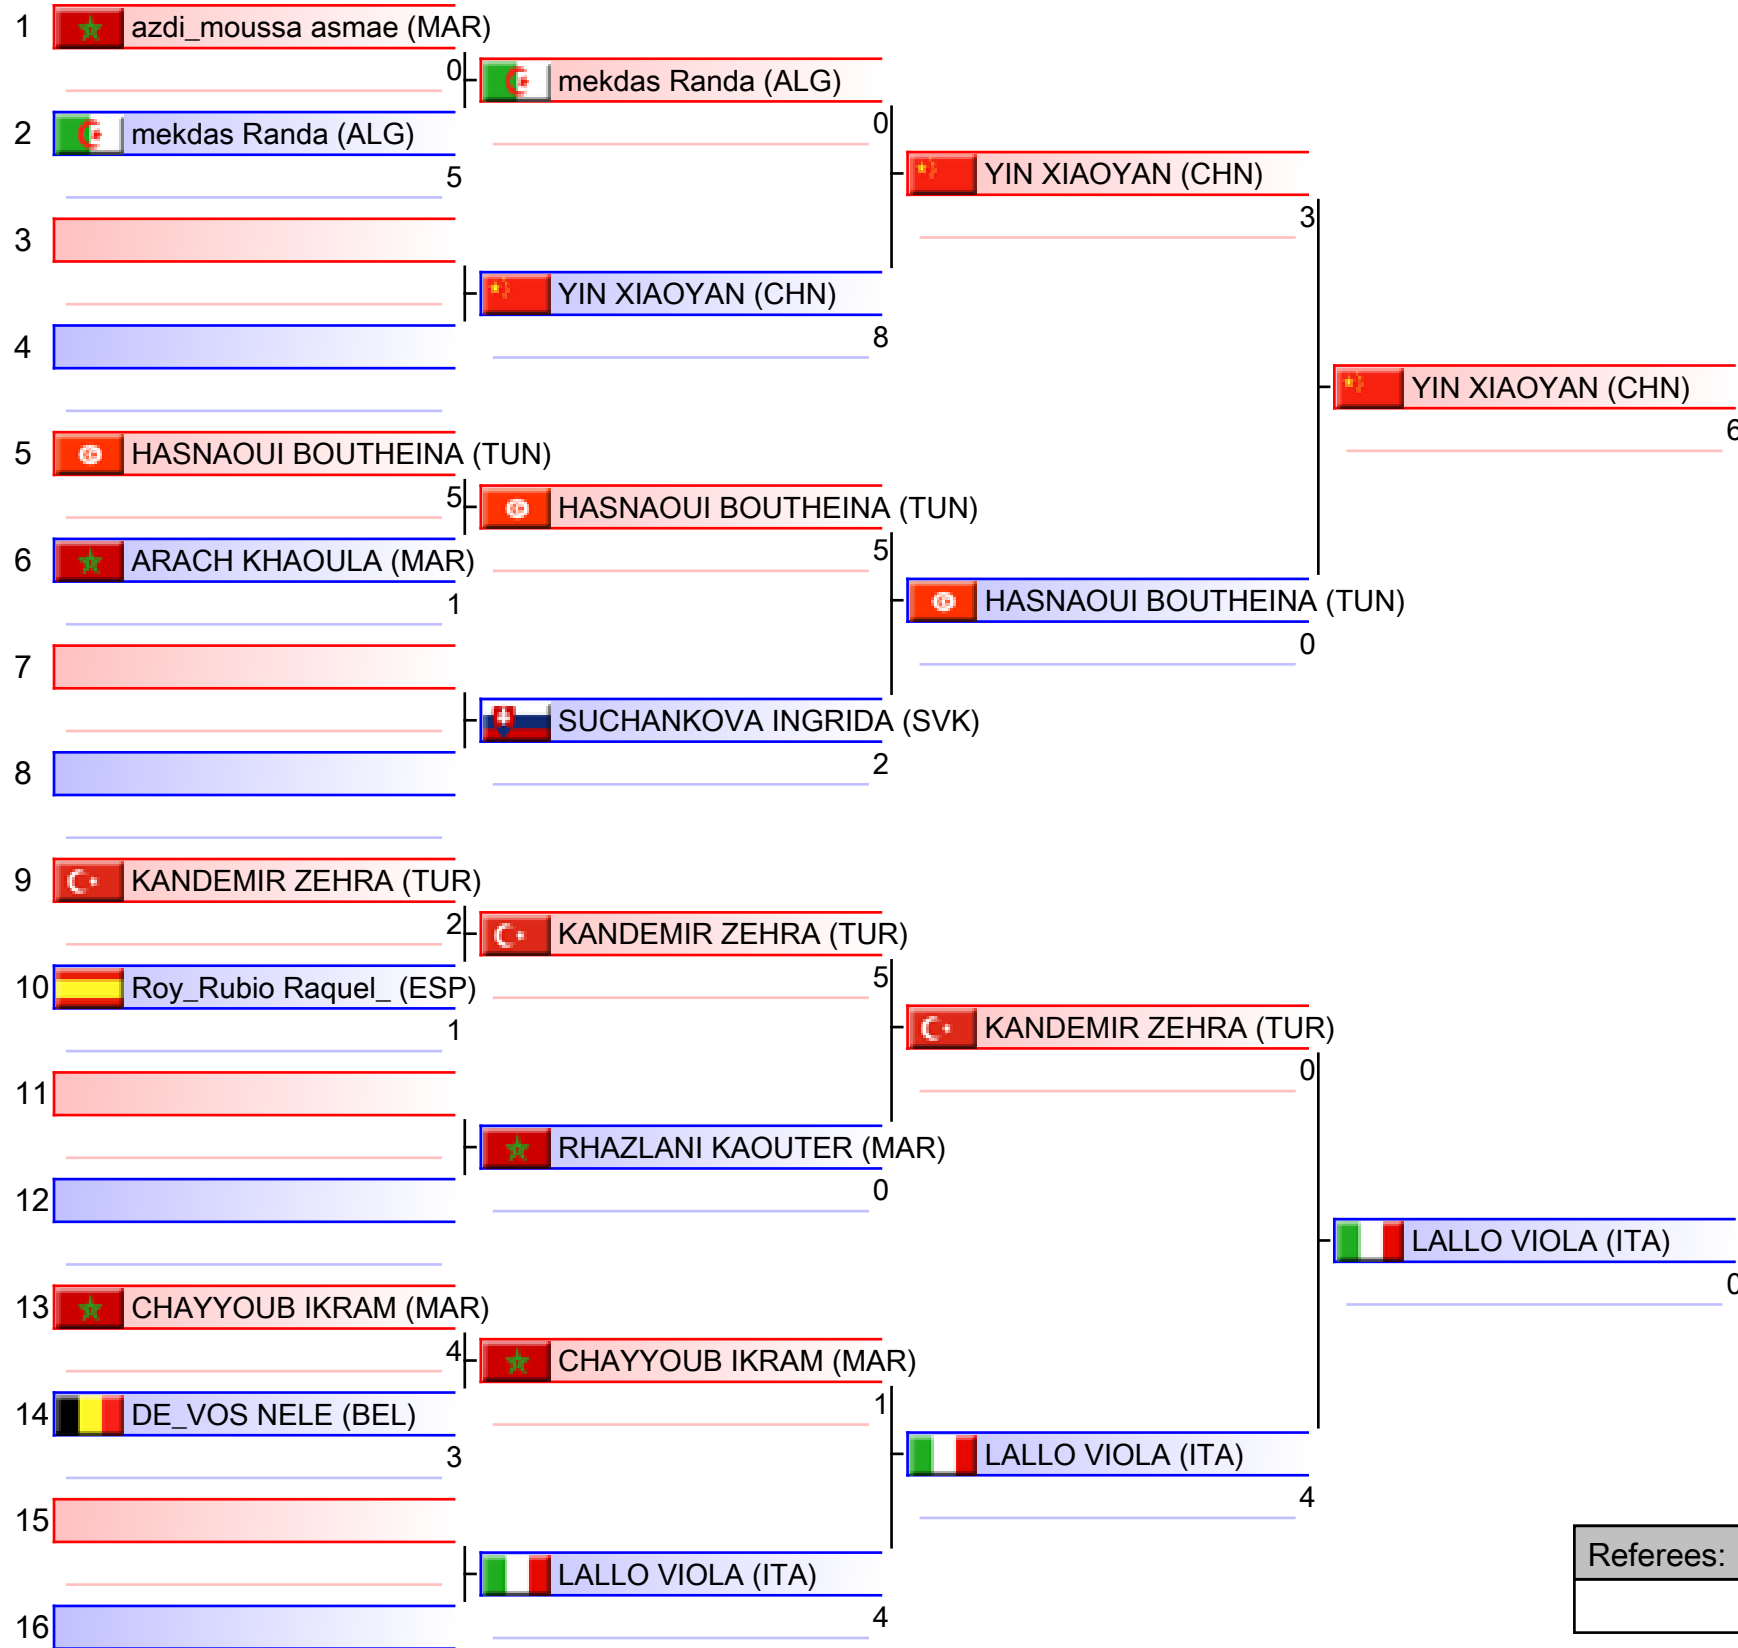 1 azdi_moussa asmae (MAR)
0
mekdas Randa (ALG)
2 mekdas Randa (ALG)
0
5
YIN XIAOYAN (CHN)
3
3
YIN XIAOYAN (CHN)
4
8
YIN XIAOYAN (CHN)
6
5 HASNAOUI BOUTHEINA (TUN)
5
HASNAOUI BOUTHEINA (TUN)
6 ARACH KHAOULA (MAR)
5
1
HASNAOUI BOUTHEINA (TUN)
0
7
SUCHANKOVA INGRIDA (SVK)
8
2
9 KANDEMIR ZEHRA (TUR)
2
KANDEMIR ZEHRA (TUR)
10 Roy_Rubio Raquel_ (ESP)
5
1
KANDEMIR ZEHRA (TUR)
0
11
RHAZLANI KAOUTER (MAR)
12
0
LALLO VIOLA (ITA)
0
13 CHAYYOUB IKRAM (MAR)
4
CHAYYOUB IKRAM (MAR)
14 DE_VOS NELE (BEL)
1
3
LALLO VIOLA (ITA)
4
15
Referees:
LALLO VIOLA (ITA)
16
4